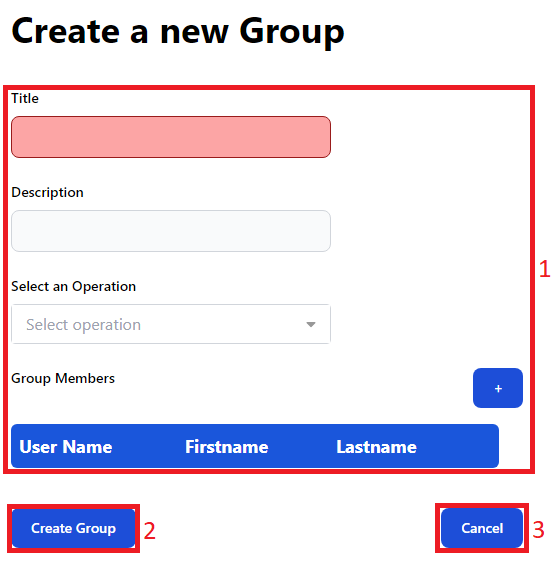 Create a new Group
Title
Description
1
Select an Operation
Select operation
Group Members
+
User Name Firstname Lastname
Create Group 2 Cancel 3